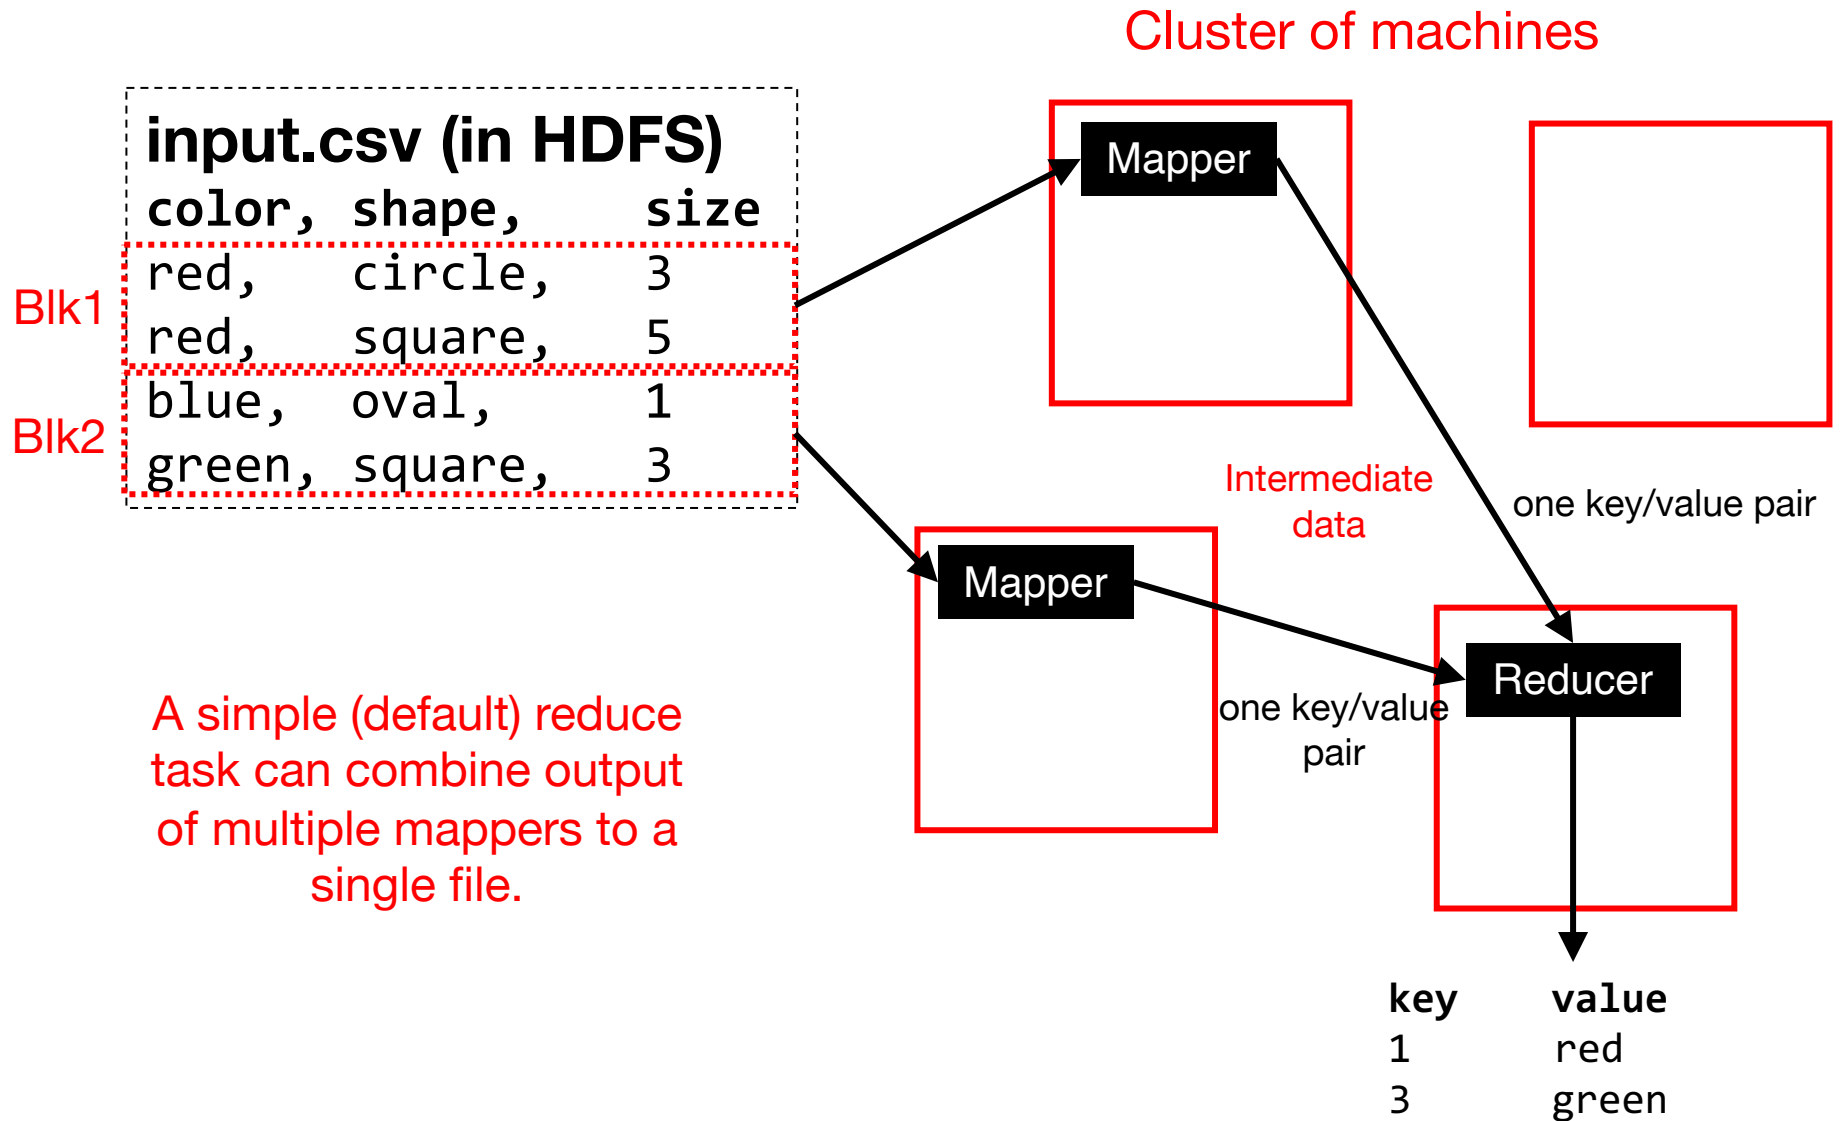 Cluster of machines
input.csv (in HDFS)
color, shape, size
Blk1
red, circle, 3
red, square, 5
Blk2
blue, oval, 1
green, square, 3
Mapper
Intermediate
data
one key/value pair
Mapper
one key/value
pair
Reducer
A simple (default) reduce
task can combine output
of multiple mappers to a
single file.
key value
1 red
3 green